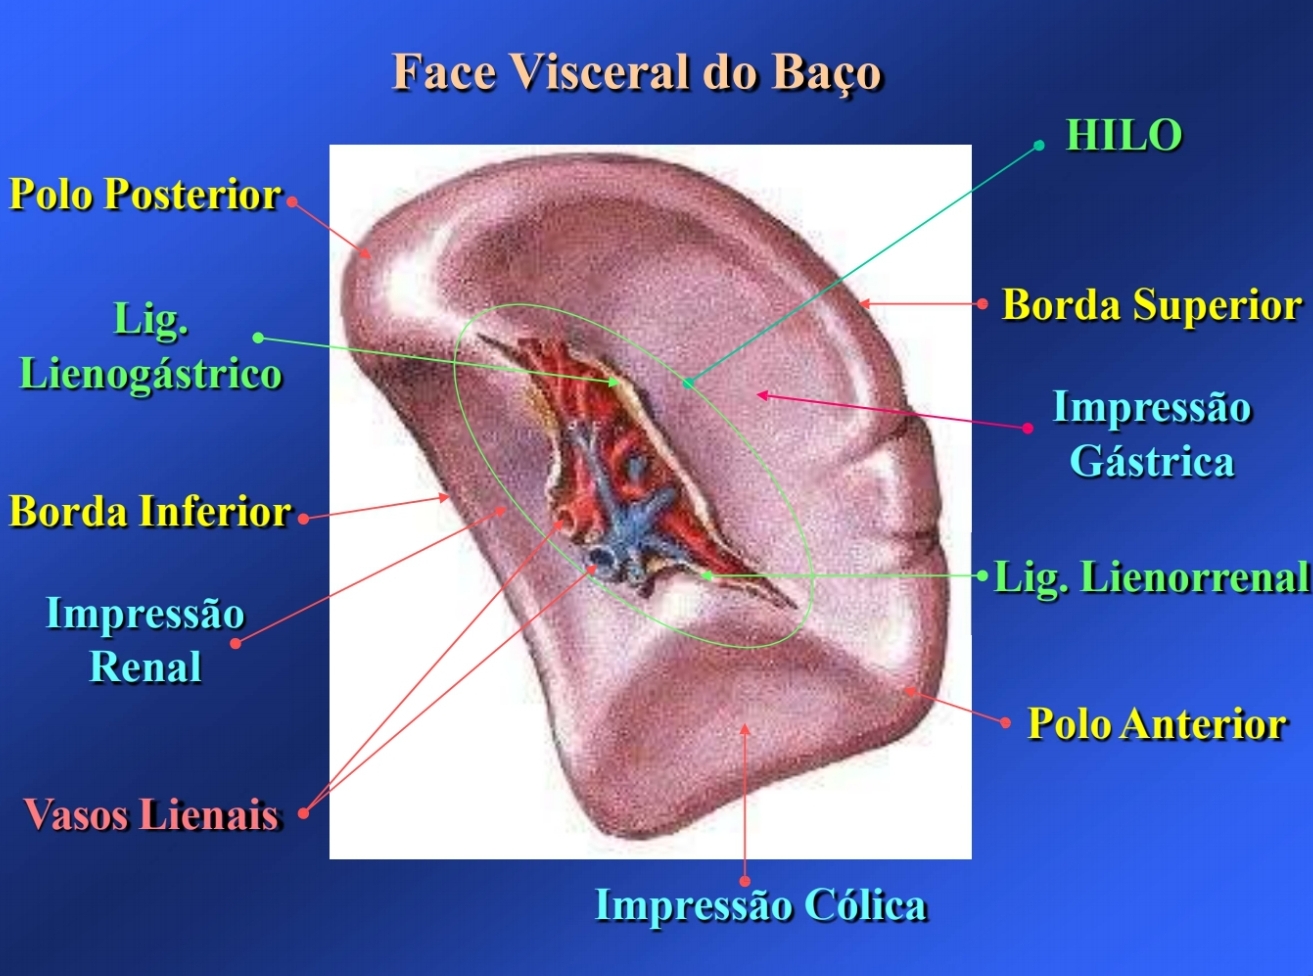 Face Visceral do Baço
HILO
Polo Posterior
Borda Superior
Lig.
Lienogástrico
Impressão
Gástrica
Borda Inferior
Lig. Lienorrenal
Impressão
Renal
Polo Anterior
Vasos Lienais
Impressão Cólica